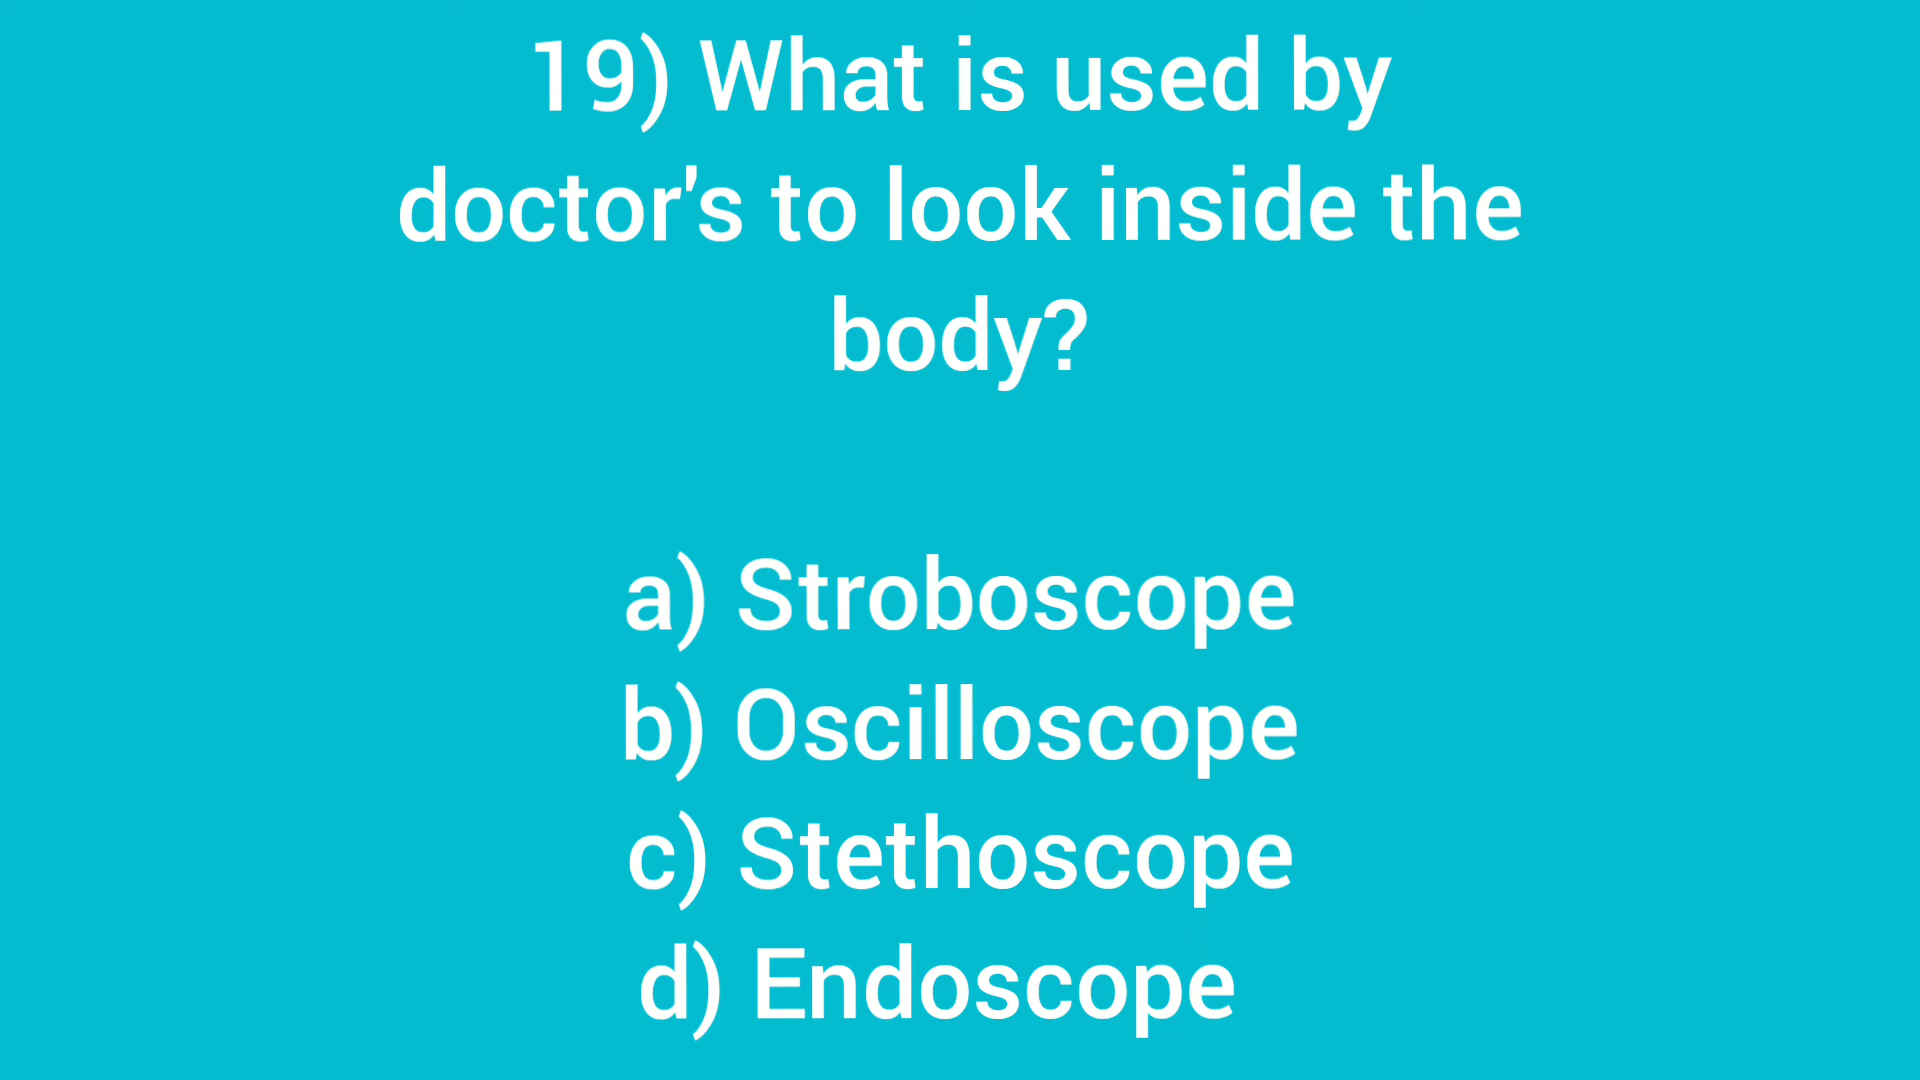 19) What is used by
doctor's to look inside the
body?
a) Stroboscope
b) Oscilloscope
c) Stethoscope
d) Endoscope